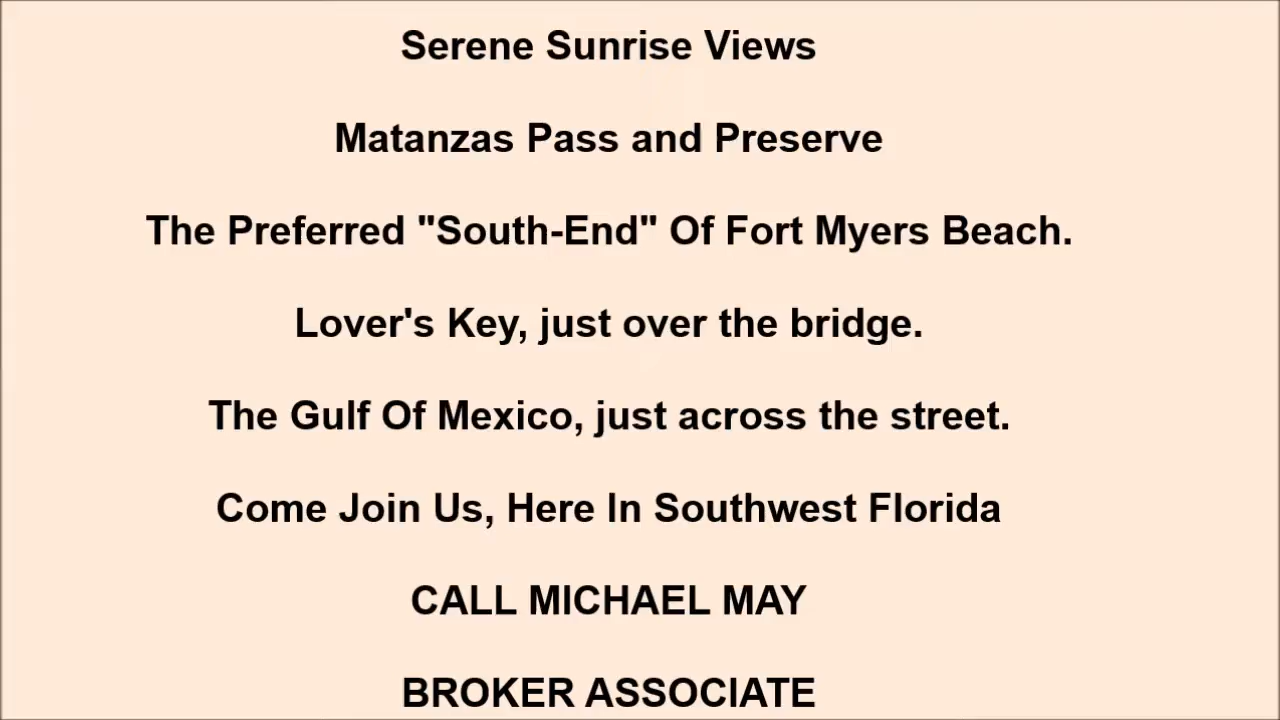 Serene Sunrise Views
Matanzas Pass and Preserve
The Preferred "South-End" Of Fort Myers Beach.
Lover's Key, just over the bridge.
The Gulf Of Mexico, just across the street.
Come Join Us, Here In Southwest Florida
CALL MICHAEL MAY
BROKER ASSOCIATE